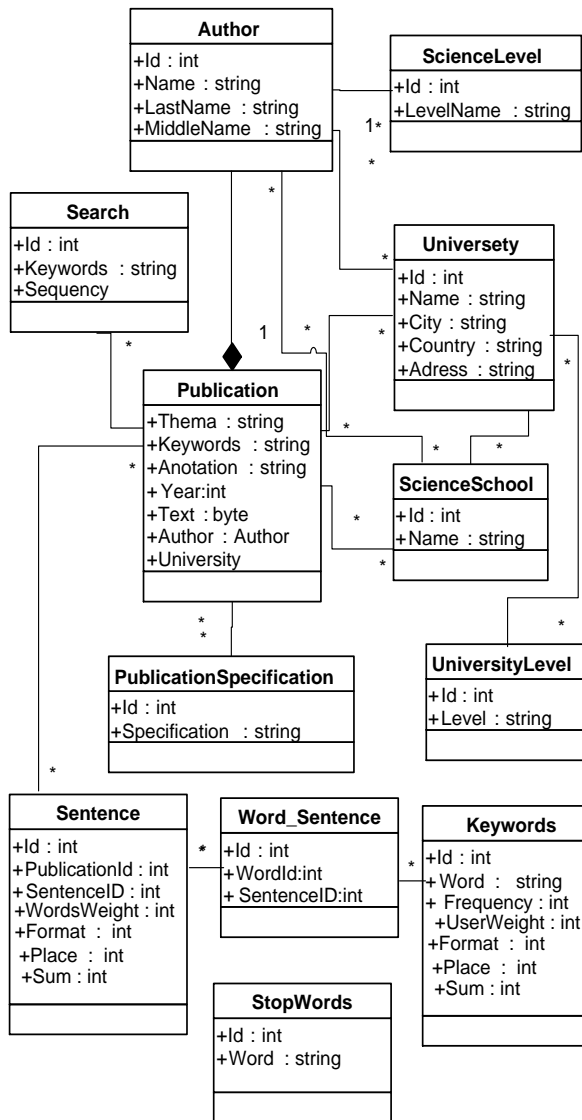 Author
+Id : int
+Name : string
+LastName : string
+MiddleName : string
ScienceLevel
+Id : int
+LevelName : string
1 *
*
*
Search
+Id : int
+Keywords : string
+Sequency
*
Universety
+Id : int
+Name : string
+City : string
+Country : string
+Adress : string
*
*
*
1
*
Publication
+Thema : string
+Keywords : string
+Anotation : string
+ Year:int
+Text : byte
+Author : Author
+University
*
*
*
*
*
*
ScienceSchool
+Id : int
+Name : string
*
*
*
*
PublicationSpecification
+Id : int
+Specification : string
UniversityLevel
+Id : int
+Level : string
*
Sentence
+Id : int
+PublicationId : int
+SentenceID : int
+WordsWeight : int
+Format : int
+Place : int
+Sum : int
*
Word_Sentence
+Id : int
+WordId:int
+ SentenceID:int
*
Keywords
+Id : int
+Word : string
+ Frequency : int
+UserWeight : int
+Format : int
+Place : int
+Sum : int
StopWords
+Id : int
+Word : string